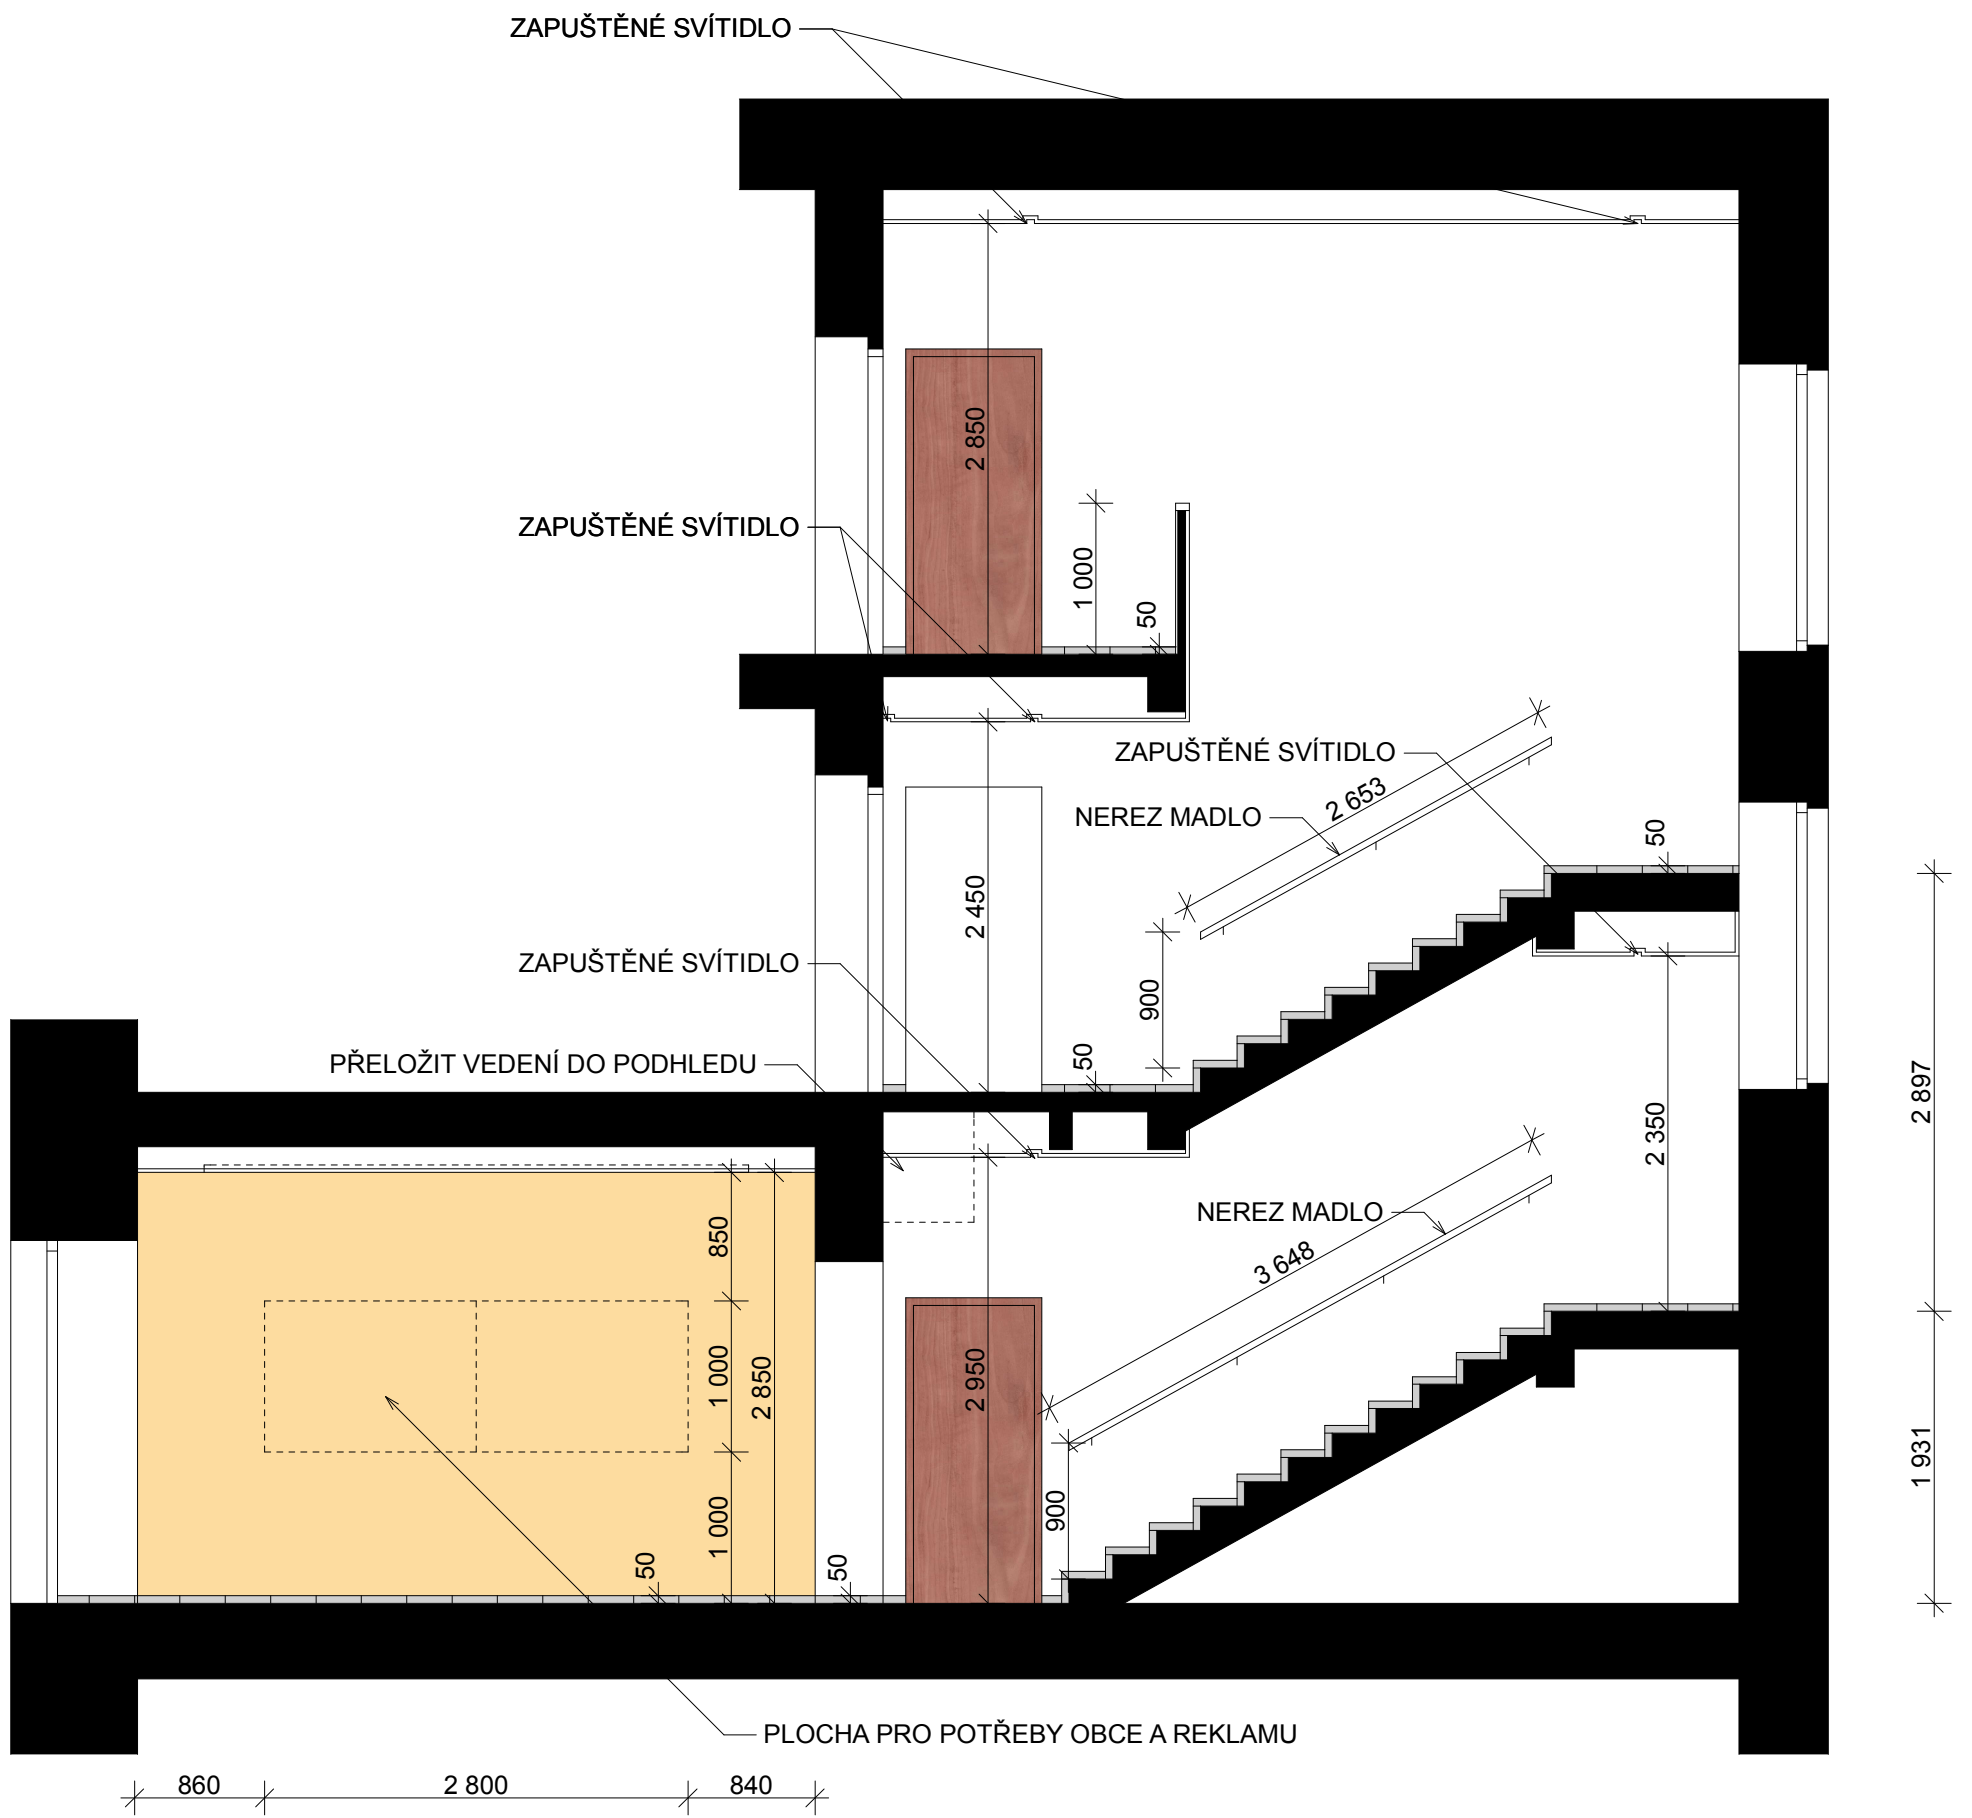 ZAPUŠTĚNÉ SVÍTIDLO
2 850
ZAPUŠTĚNÉ SVÍTIDLO
1 000
50
ZAPUŠTĚNÉ SVÍTIDLO
2 653
NEREZ MADLO
50
2 450
ZAPUŠTĚNÉ SVÍTIDLO
900
PŘELOŽIT VEDENÍ DO PODHLEDU
50
2 897
2 350
NEREZ MADLO
850
3 648
1 000
2 850
2 950
1 931
1 000
900
50
50
PLOCHA PRO POTŘEBY OBCE A REKLAMU
860
2 800
840